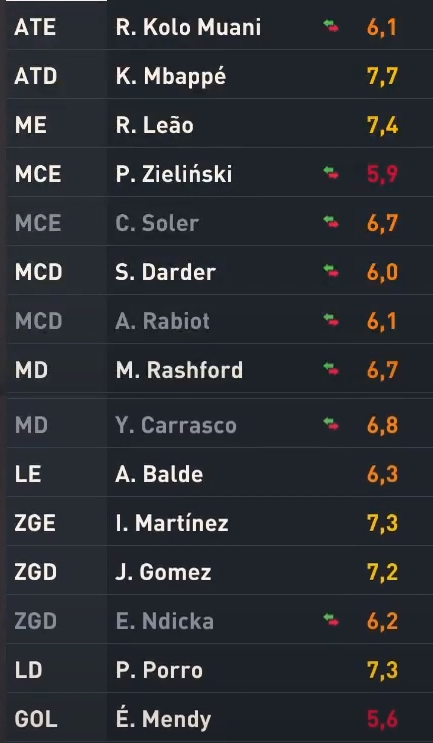 ATE R. Kolo Muani 6,1
ATD K. Mbappé 7,7
ME R. Leão 7,4
MCE P. Zieliński 5,9
MCE C. Soler 6,7
MCD S. Darder 6,0
MCD A. Rabiot 6,1
MD M. Rashford 6,7
MD Y. Carrasco 6,8
LE A. Balde 6,3
ZGE I. Martínez 7,3
ZGD J. Gomez 7,2
ZGD E. Ndicka 6,2
LD P. Porro 7,3
GOL É. Mendy 5,6